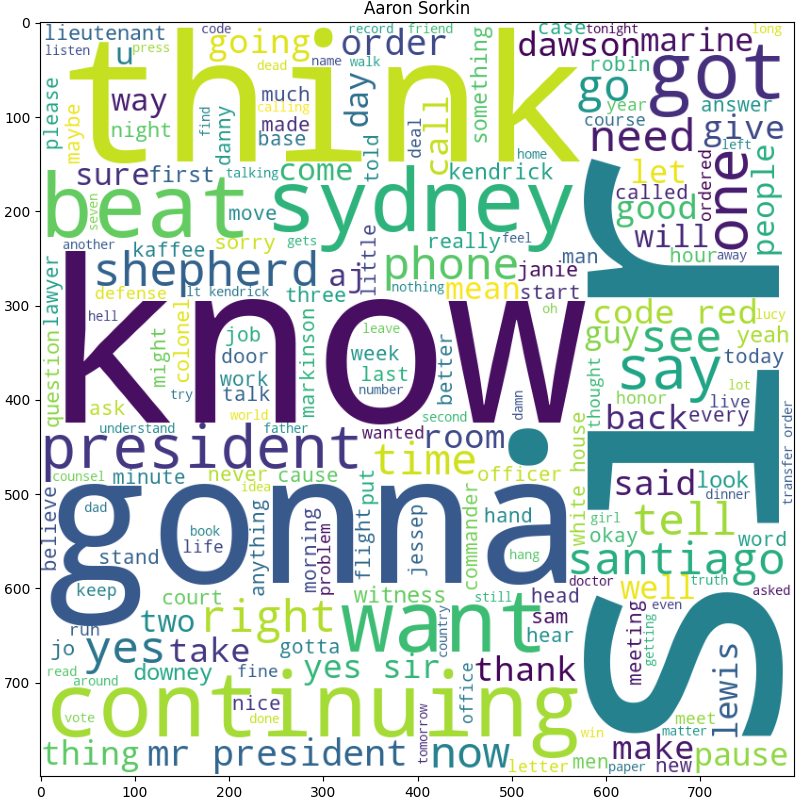 Aaron Sorkin
lieutenant
listen
u
press
code
going
dead
record
friend
name
walk
order
something
case
tonight
dawson
marine
long
robin
got
go
year
answer
think
please
maybe
way
night
find
danny
much
calling
made
base
day
told
deal
call
home
course
need
give
left
let
called
ordered
one
people
good
will
hour
away
sure
first
talking
come
kendrick
beat
seven
move
sydney
another
kaffee
sorry
gets
little
really
feel
man
shepherd
aj
phone
janie
nothing
mean
start
defense
lt kendrick
three
oh
sir
code red
lucy
guy
see
yeah
lawyer
hell
question
might
colonel
job
door
work
talk
try
markinson
leave
week
last
number
better
know
damn
thought
say
today
lot
honor
live
back
every
ask
world
second
understand
father
wanted
room
president
time
officer
white house
said
look
dinner
transfer order
counsel
minute
never
cause
idea
put
gonna
believe
dad
book
life
stand
anything
morning
problem
flight
jessep
commander
hand
hang
girl
okay
tell
word
santiago
keep
court
witness
still
head
doctor
well
truth
asked
run
two
right
want
country
sam
hear
meeting
even
getting
jo
yes
take
gotta
yes sir
thank
read
around
downey
fine
office
lewis
continuing
vote
nice
done
tomorrow
win
meet
matter
thing
mr president
now
letter
men
make
paper
new
pause
0
100
200
300
400
500
600
700
0
100
200
300
400
500
600
700